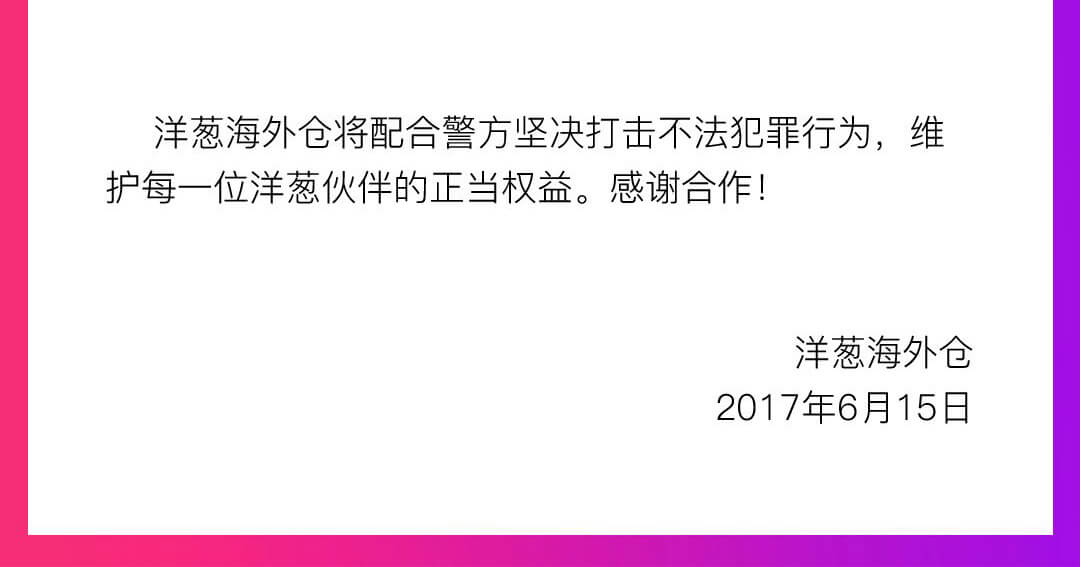 洋葱海外仓将配合警方坚决打击不法犯罪行为，维
护每一位洋葱伙伴的正当权益。感谢合作！
洋葱海外仓
2017年6月15日